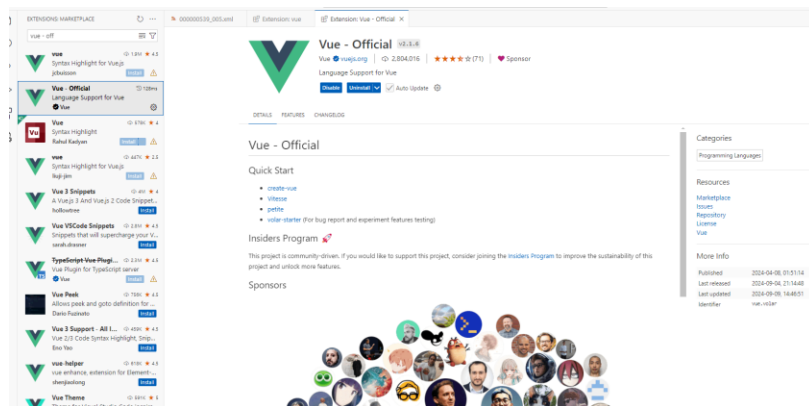 EXTENSIONS: MARKETPLACE
vue - off
vue
Syntax Highlight for Vue.js
jcbuisson
Install
Vue - Official
Language Support for Vue
Vue
Vue
Syntax Highlight
Rahul Kadyan
Install
vue
Syntax Highlight for Vue.js
liuji-jim
Install
Vue 3 Snippets
A Vue.js 3 And Vue.js 2 Code Snippet...
hollowtree
Install
Vue VSCode Snippets
Snippets that will supercharge your V...
sarah.drasner
Install
TypeScript Vue Plugi...
Vue Plugin for TypeScript server
Vue
Install
Vue Peek
Allows peek and goto definition for ...
Dario Fuzinato
Install
Vue 3 Support - All I...
Vue 2/3 Code Syntax Highlight, Snip...
Eno Yao
Install
vue-helper
vue enhance, extension for Element-...
shenjiaolong
Install
Vue Theme
000000539_003.xml
Extension: vue
Extension: Vue - Official
Vue - Official v2.1.6
Vue vuejs.org 2,804,016 (71) Sponsor
Language Support for Vue
Disable Uninstall Auto Update
DETAILS FEATURES CHANGELOG
Vue - Official
Quick Start
create-vue
Vitesse
petite
volar-starter (For bug report and experiment features testing)
Insiders Program 🚀
This project is community-driven. If you would like to support this project, consider joining the Insiders Program to improve the sustainability of this
project and unlock more features.
Sponsors
Categories
Programming Languages
Resources
Marketplace
Issues
Repository
License
Vue
More Info
Published 2024-04-08, 01:51:14
Last released 2024-09-04, 21:14:48
Last updated 2024-09-09, 14:46:51
Identifier vue.volar